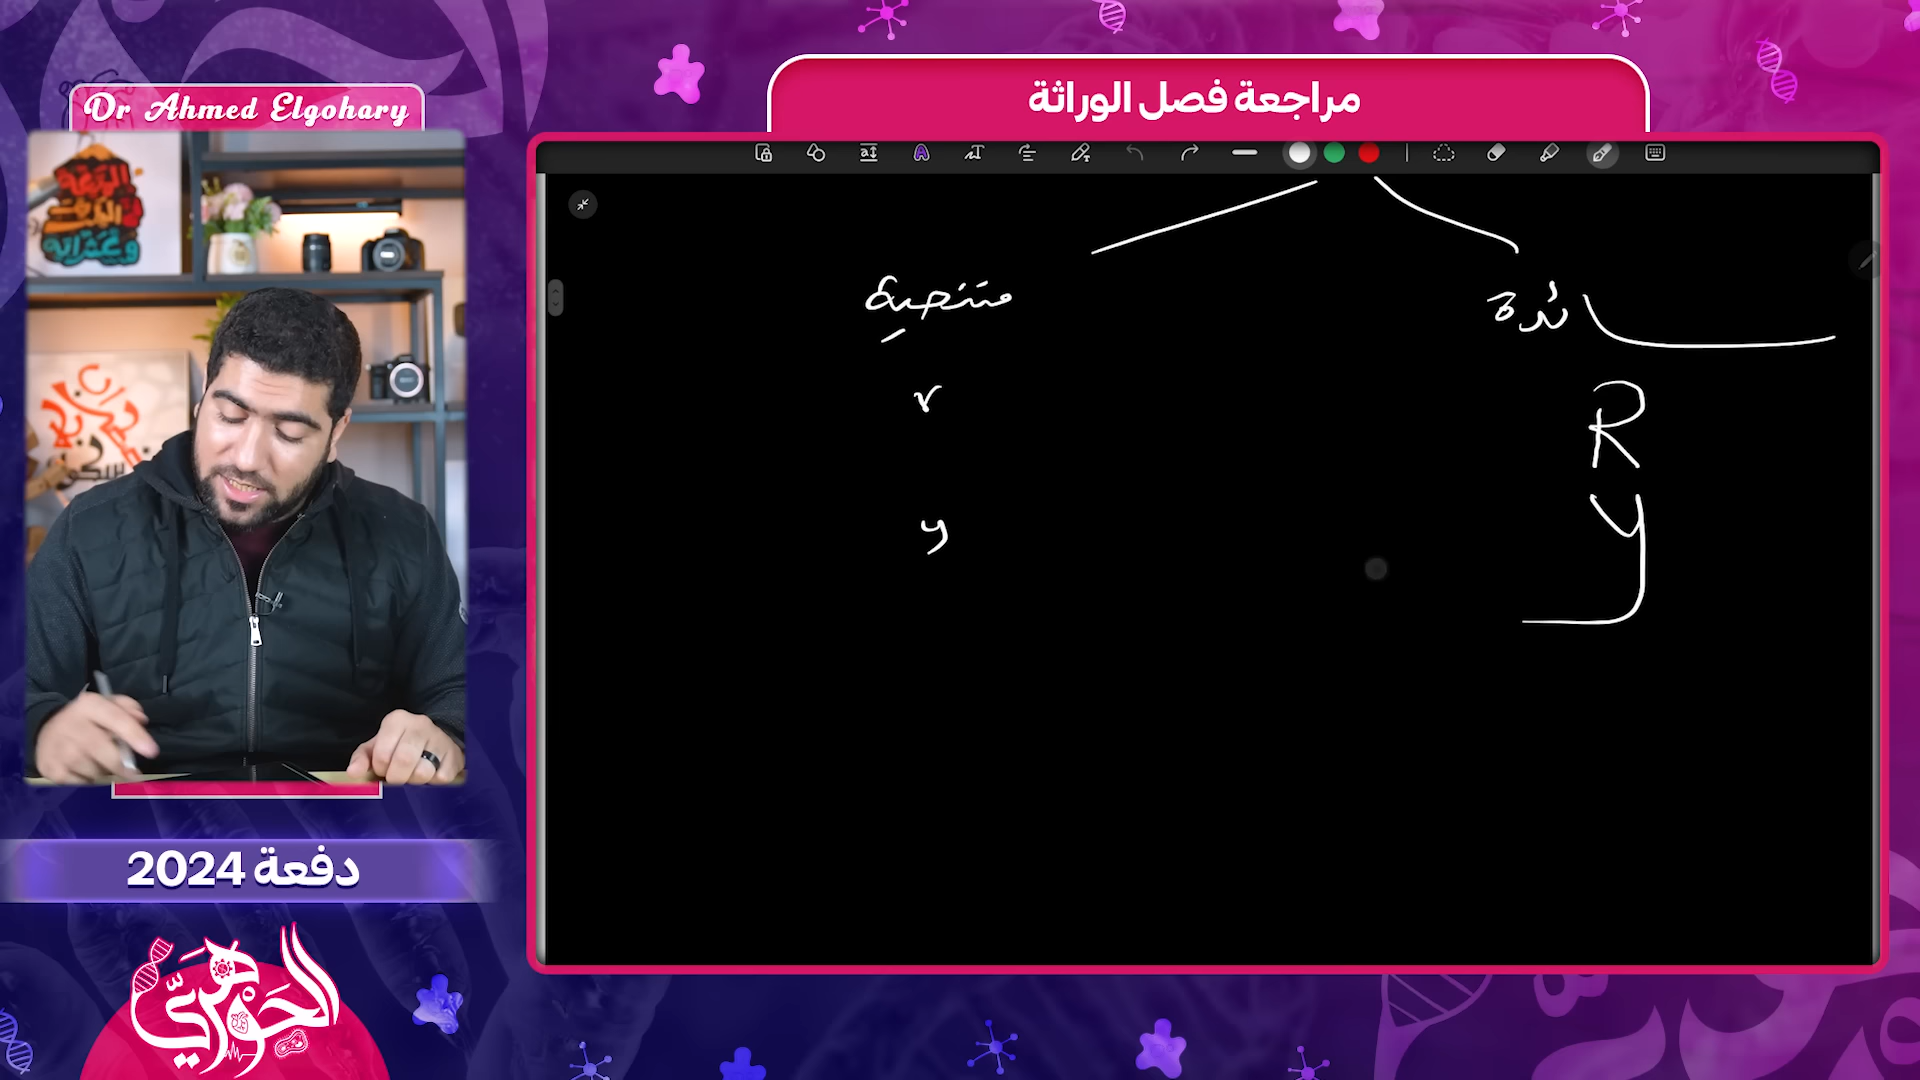 Dr Ahmed Elgohary
مراجعة فصل الوراثة
سائدة
متنحية
R
r
Y
y
دفعة 2024
الجوهري